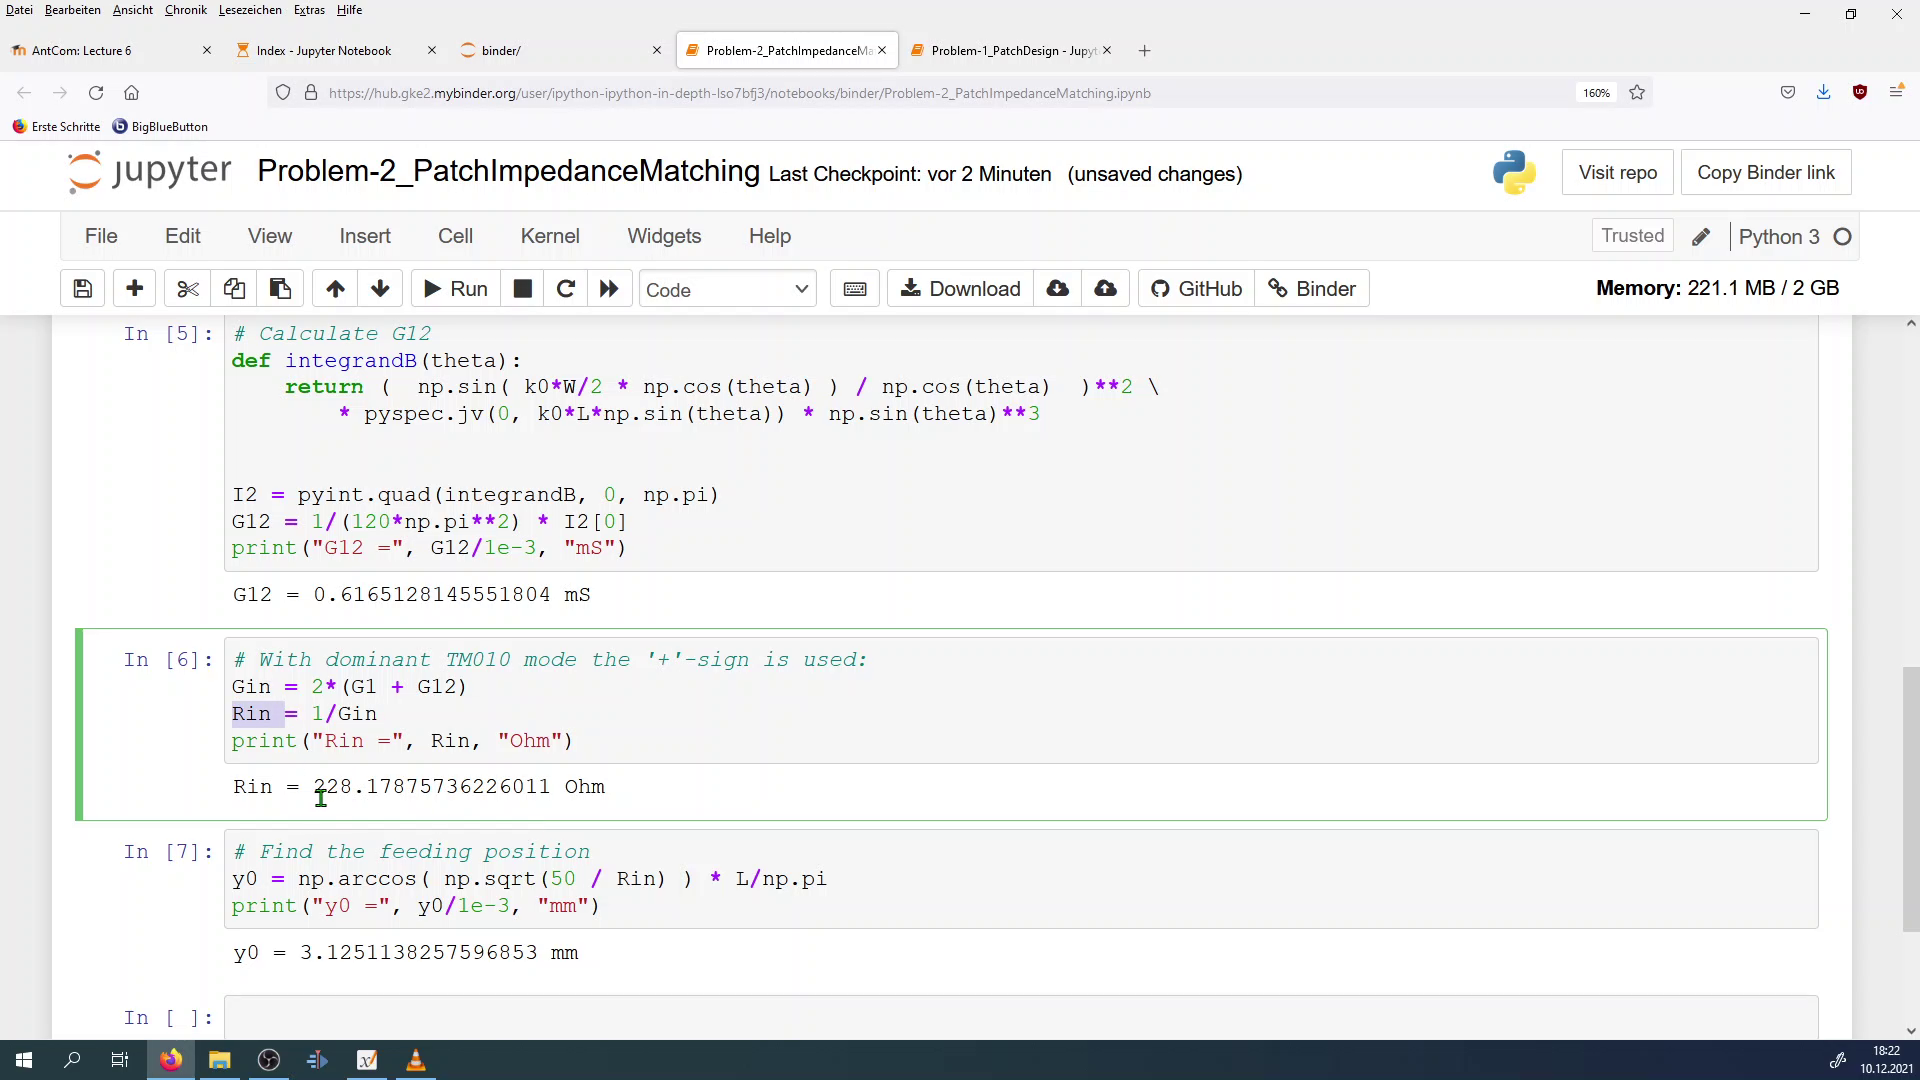 Datei Bearbeiten Ansicht Chronik Lesezeichen Extras Hilfe
AntCom: Lecture 6
Index - Jupyter Notebook
binder/
Problem-2_PatchImpedanceMa
Problem-1_PatchDesign - Jupyt
https://hub.gke2.mybinder.org/user/ipython-ipython-in-depth-lso7bfj3/notebooks/binder/Problem-2_PatchImpedanceMatching.ipynb
160%
Erste Schritte BigBlueButton
jupyter Problem-2_PatchImpedanceMatching Last Checkpoint: vor 2 Minuten (unsaved changes)
Visit repo Copy Binder link
File Edit View Insert Cell Kernel Widgets Help
Trusted Python 3
Run Code Download GitHub Binder Memory: 221.1 MB / 2 GB
In [5]: # Calculate G12
def integrandB(theta):
return (  np.sin( k0*W/2 * np.cos(theta) ) / np.cos(theta)  )**2 \
* pyspec.jv(0, k0*L*np.sin(theta)) * np.sin(theta)**3
I2 = pyint.quad(integrandB, 0, np.pi)
G12 = 1/(120*np.pi**2) * I2[0]
print("G12 =", G12/1e-3, "mS")
G12 = 0.6165128145551804 mS
In [6]: # With dominant TM010 mode the '+'-sign is used:
Gin = 2*(G1 + G12)
Rin = 1/Gin
print("Rin =", Rin, "Ohm")
Rin = 228.17875736226011 Ohm
In [7]: # Find the feeding position
y0 = np.arccos( np.sqrt(50 / Rin) ) * L/np.pi
print("y0 =", y0/1e-3, "mm")
y0 = 3.1251138257596853 mm
In [ ]:
18:22
10.12.2021